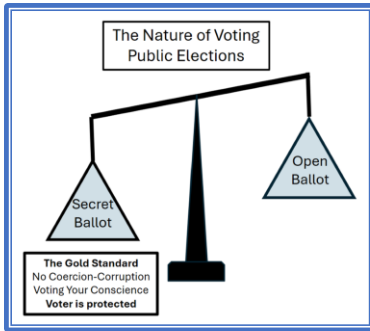 The Nature of Voting
Public Elections
Open
Ballot
Secret
Ballot
The Gold Standard
No Coercion-Corruption
Voting Your Conscience
Voter is protected